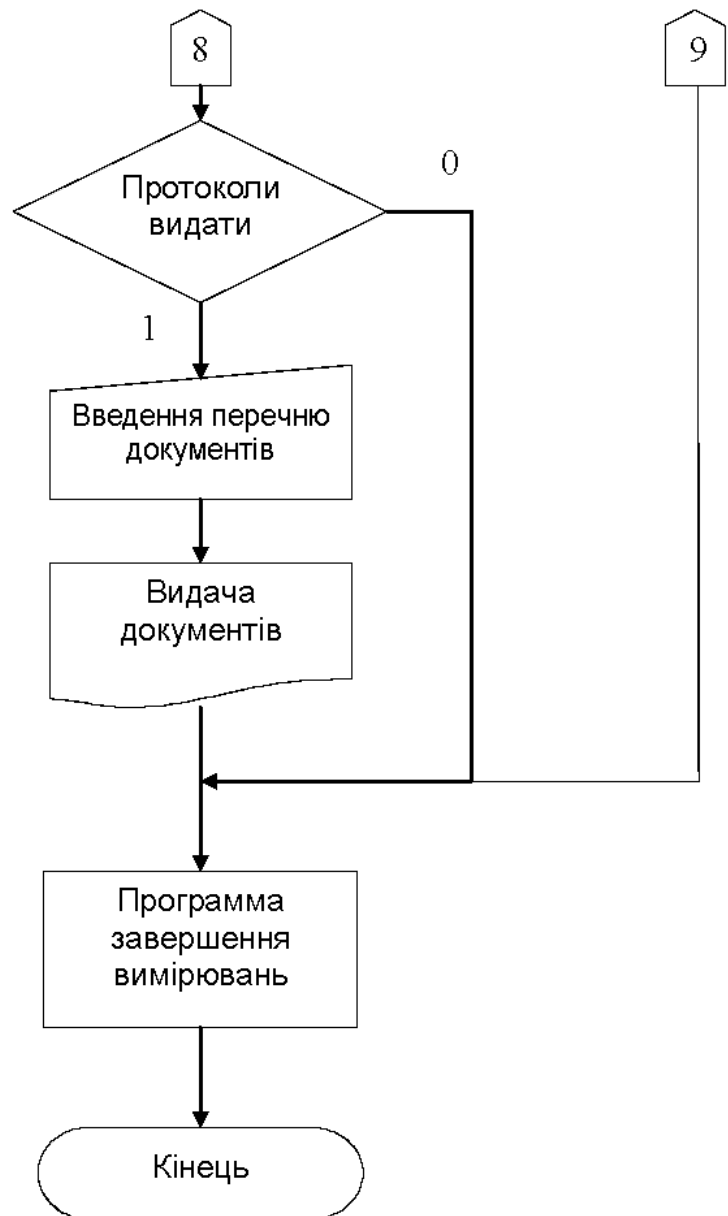 8
9
0
Протоколи
видати
1
Введення перечню
документів
Видача
документів
Программа
завершення
вимірювань
Кінець